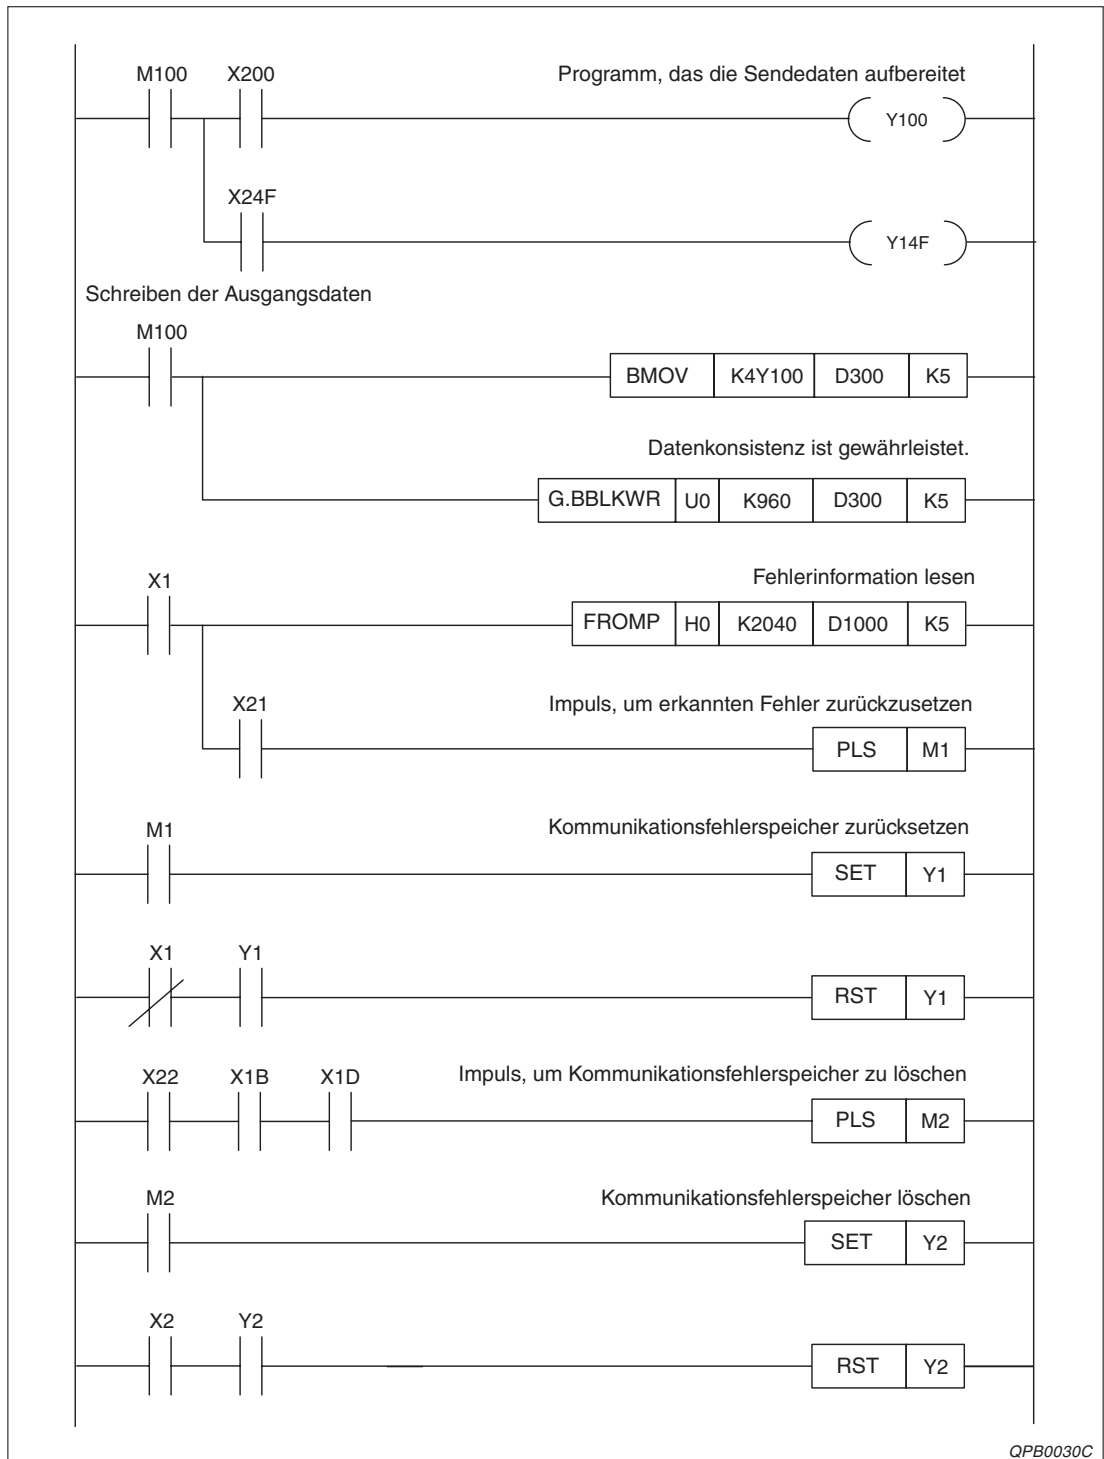 M100 X200 Programm, das die Sendedaten aufbereitet
Y100
X24F
Y14F
Schreiben der Ausgangsdaten
M100
BMOV K4Y100 D300 K5
Datenkonsistenz ist gewährleistet.
G.BBLKWR U0 K960 D300 K5
X1 Fehlerinformation lesen
FROMP H0 K2040 D1000 K5
X21 Impuls, um erkannten Fehler zurückzusetzen
PLS M1
M1 Kommunikationsfehlerspeicher zurücksetzen
SET Y1
X1 Y1
RST Y1
X22 X1B X1D Impuls, um Kommunikationsfehlerspeicher zu löschen
PLS M2
M2 Kommunikationsfehlerspeicher löschen
SET Y2
X2 Y2
RST Y2
QPB0030C